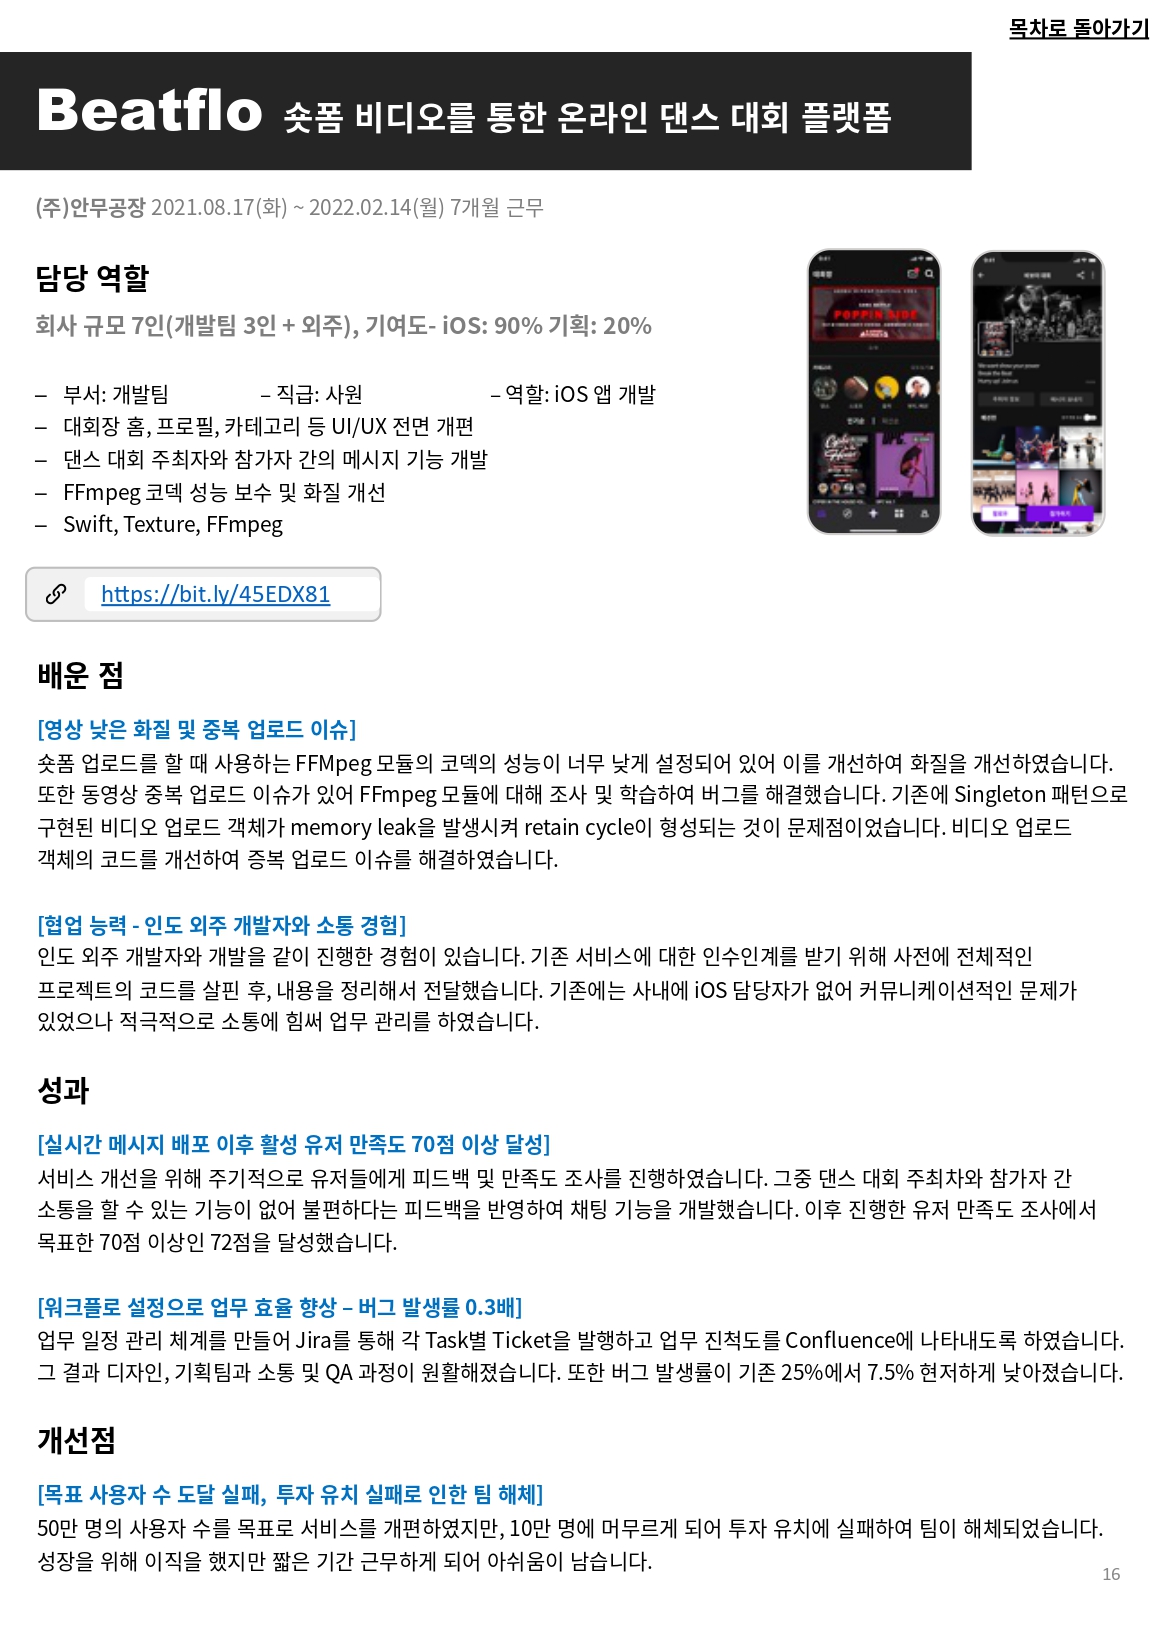 목차로 돌아가기
Beatflo 숏폼 비디오를 통한 온라인 댄스 대회 플랫폼
(주)안무공장 2021.08.17(화) ~ 2022.02.14(월) 7개월 근무
담당 역할
회사 규모 7인(개발팀 3인 + 외주), 기여도- iOS: 90% 기획: 20%
– 부서: 개발팀 – 직급: 사원 – 역할: iOS 앱 개발
– 대회장 홈, 프로필, 카테고리 등 UI/UX 전면 개편
– 댄스 대회 주최자와 참가자 간의 메시지 기능 개발
– FFmpeg 코덱 성능 보수 및 화질 개선
– Swift, Texture, FFmpeg
POPPIN SIDE
https://bit.ly/45EDX81
배운 점
[영상 낮은 화질 및 중복 업로드 이슈]
숏폼 업로드를 할 때 사용하는 FFMpeg 모듈의 코덱의 성능이 너무 낮게 설정되어 있어 이를 개선하여 화질을 개선하였습니다.
또한 동영상 중복 업로드 이슈가 있어 FFmpeg 모듈에 대해 조사 및 학습하여 버그를 해결했습니다. 기존에 Singleton 패턴으로
구현된 비디오 업로드 객체가 memory leak을 발생시켜 retain cycle이 형성되는 것이 문제점이었습니다. 비디오 업로드
객체의 코드를 개선하여 증복 업로드 이슈를 해결하였습니다.
[협업 능력 - 인도 외주 개발자와 소통 경험]
인도 외주 개발자와 개발을 같이 진행한 경험이 있습니다. 기존 서비스에 대한 인수인계를 받기 위해 사전에 전체적인
프로젝트의 코드를 살핀 후, 내용을 정리해서 전달했습니다. 기존에는 사내에 iOS 담당자가 없어 커뮤니케이션적인 문제가
있었으나 적극적으로 소통에 힘써 업무 관리를 하였습니다.
성과
[실시간 메시지 배포 이후 활성 유저 만족도 70점 이상 달성]
서비스 개선을 위해 주기적으로 유저들에게 피드백 및 만족도 조사를 진행하였습니다. 그중 댄스 대회 주최차와 참가자 간
소통을 할 수 있는 기능이 없어 불편하다는 피드백을 반영하여 채팅 기능을 개발했습니다. 이후 진행한 유저 만족도 조사에서
목표한 70점 이상인 72점을 달성했습니다.
[워크플로 설정으로 업무 효율 향상 – 버그 발생률 0.3배]
업무 일정 관리 체계를 만들어 Jira를 통해 각 Task별 Ticket을 발행하고 업무 진척도를 Confluence에 나타내도록 하였습니다.
그 결과 디자인, 기획팀과 소통 및 QA 과정이 원활해졌습니다. 또한 버그 발생률이 기존 25%에서 7.5% 현저하게 낮아졌습니다.
개선점
[목표 사용자 수 도달 실패, 투자 유치 실패로 인한 팀 해체]
50만 명의 사용자 수를 목표로 서비스를 개편하였지만, 10만 명에 머무르게 되어 투자 유치에 실패하여 팀이 해체되었습니다.
성장을 위해 이직을 했지만 짧은 기간 근무하게 되어 아쉬움이 남습니다.
16